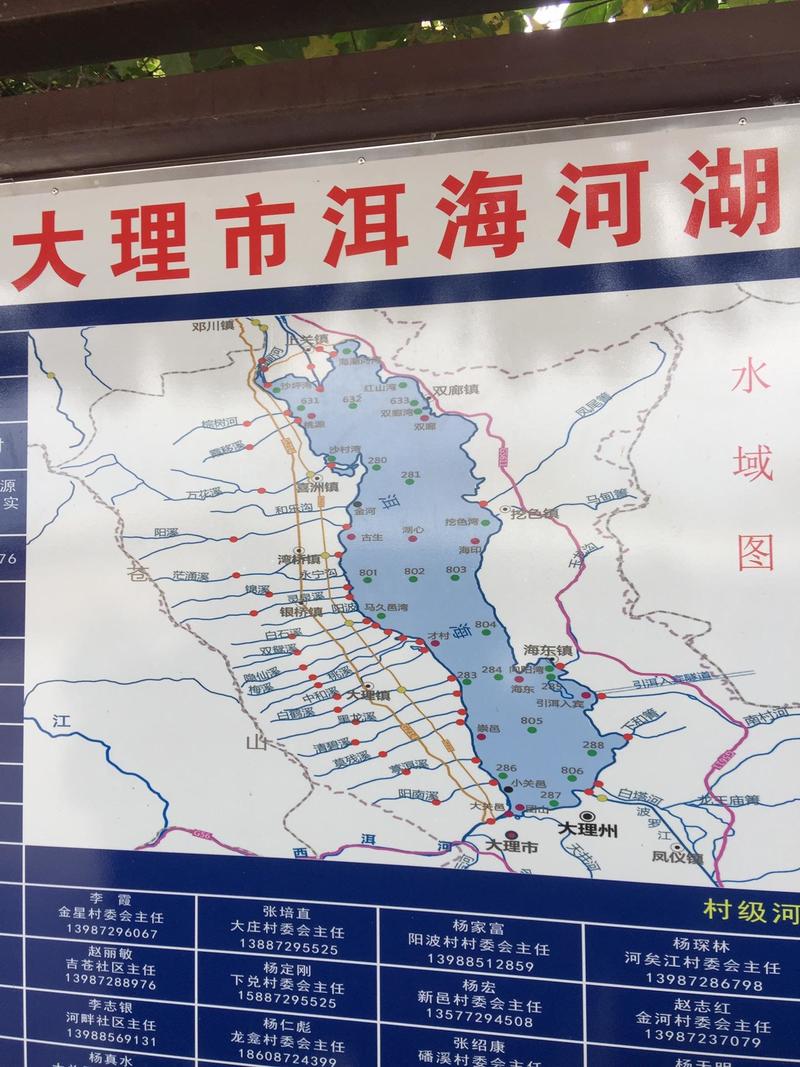 大理市洱海河湖
水域图
邓川镇
上关镇
海潮河湾
沙坪湾
红山湾
双廊镇
631
632
633
双廊湾
桃源
双廊
凤尾箐
棕树河
霞移溪
沙村湾
280
281
万花溪
喜洲镇
洱
马甸箐
和乐沟
金河
挖色镇
挖色湾
阳溪
古生
湖心
海印
湾桥镇
苍
茫涌溪
永宁沟
801
802
803
锦溪
灵泉溪
银桥镇
阳波
马久邑湾
白石溪
海
804
双鸳溪
才村
海东镇
隐仙溪
桃溪
283
284
向阳湾
285
梅溪
中和溪
大理镇
海东
引洱入宾
引洱入宾隧道
白鹤溪
黑龙溪
崇邑
805
下和箐
南村河
江
山
清碧溪
莫残溪
288
葶溟溪
286
806
阳南溪
小关邑
287
大关邑
团山
白塔河
龙王庙箐
波罗江
西洱河
大理市
大理州
凤仪镇
源
实
76
村级河
李霞
金星村委会主任
13987296067
张培直
大庄村委会主任
13887295525
杨家富
阳波村村委会主任
13988512859
杨琛林
河矣江村委会主任
13987286798
赵丽敏
吉苍社区主任
13987288976
杨定刚
下兑村委会主任
15887295525
杨宏
新邑村委会主任
13577294508
赵志红
金河村委会主任
13987237079
李志银
河畔社区主任
13988569131
杨仁彪
龙龛村委会主任
18608724399
张绍康
磻溪村委会主任
杨真水